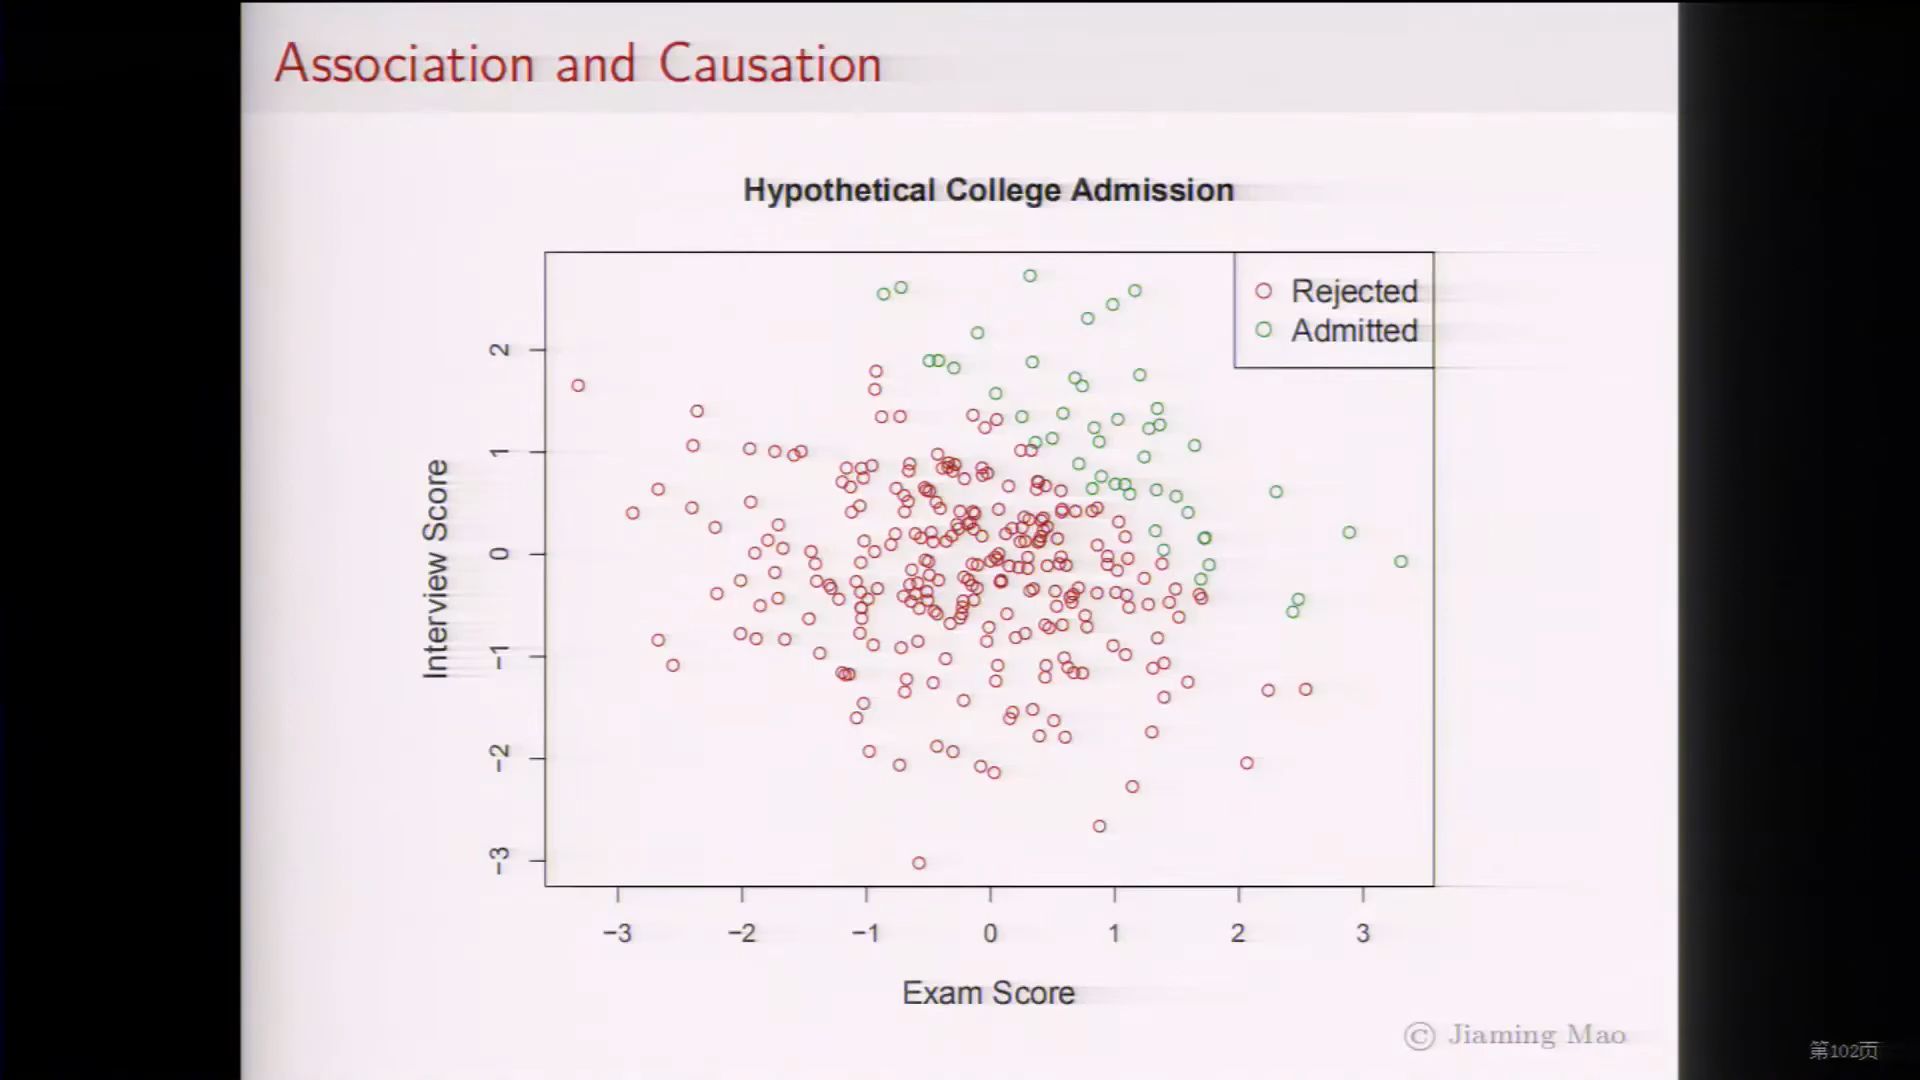 Association and Causation
Hypothetical College Admission
Rejected
Admitted
Interview Score
2
1
0
−1
−2
−3
−3 −2 −1 0 1 2 3
Exam Score
© Jiaming Mao
第102页